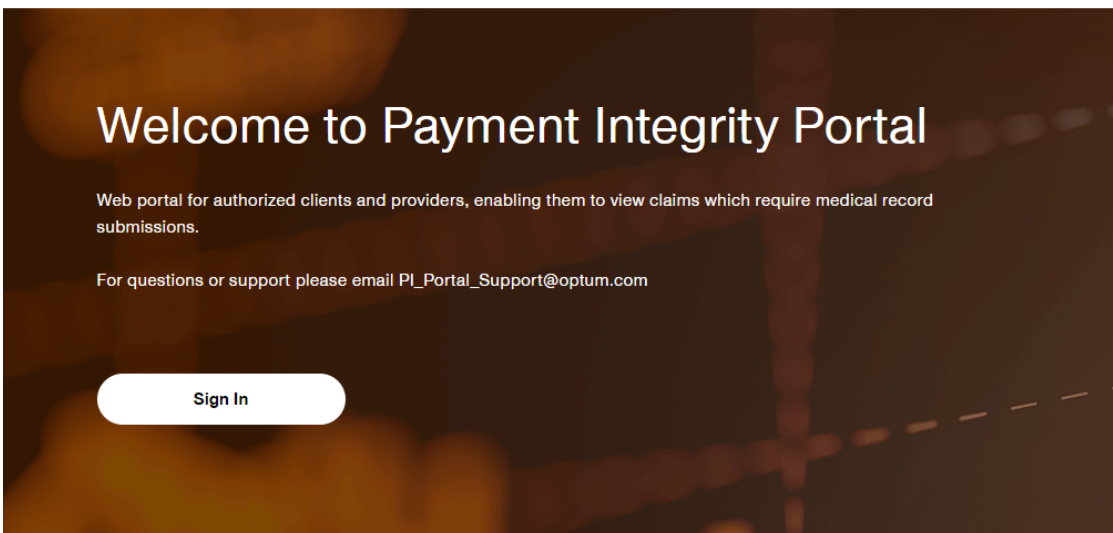 Welcome to Payment Integrity Portal
Web portal for authorized clients and providers, enabling them to view claims which require medical record
submissions.
For questions or support please email PI_Portal_Support@optum.com
Sign In